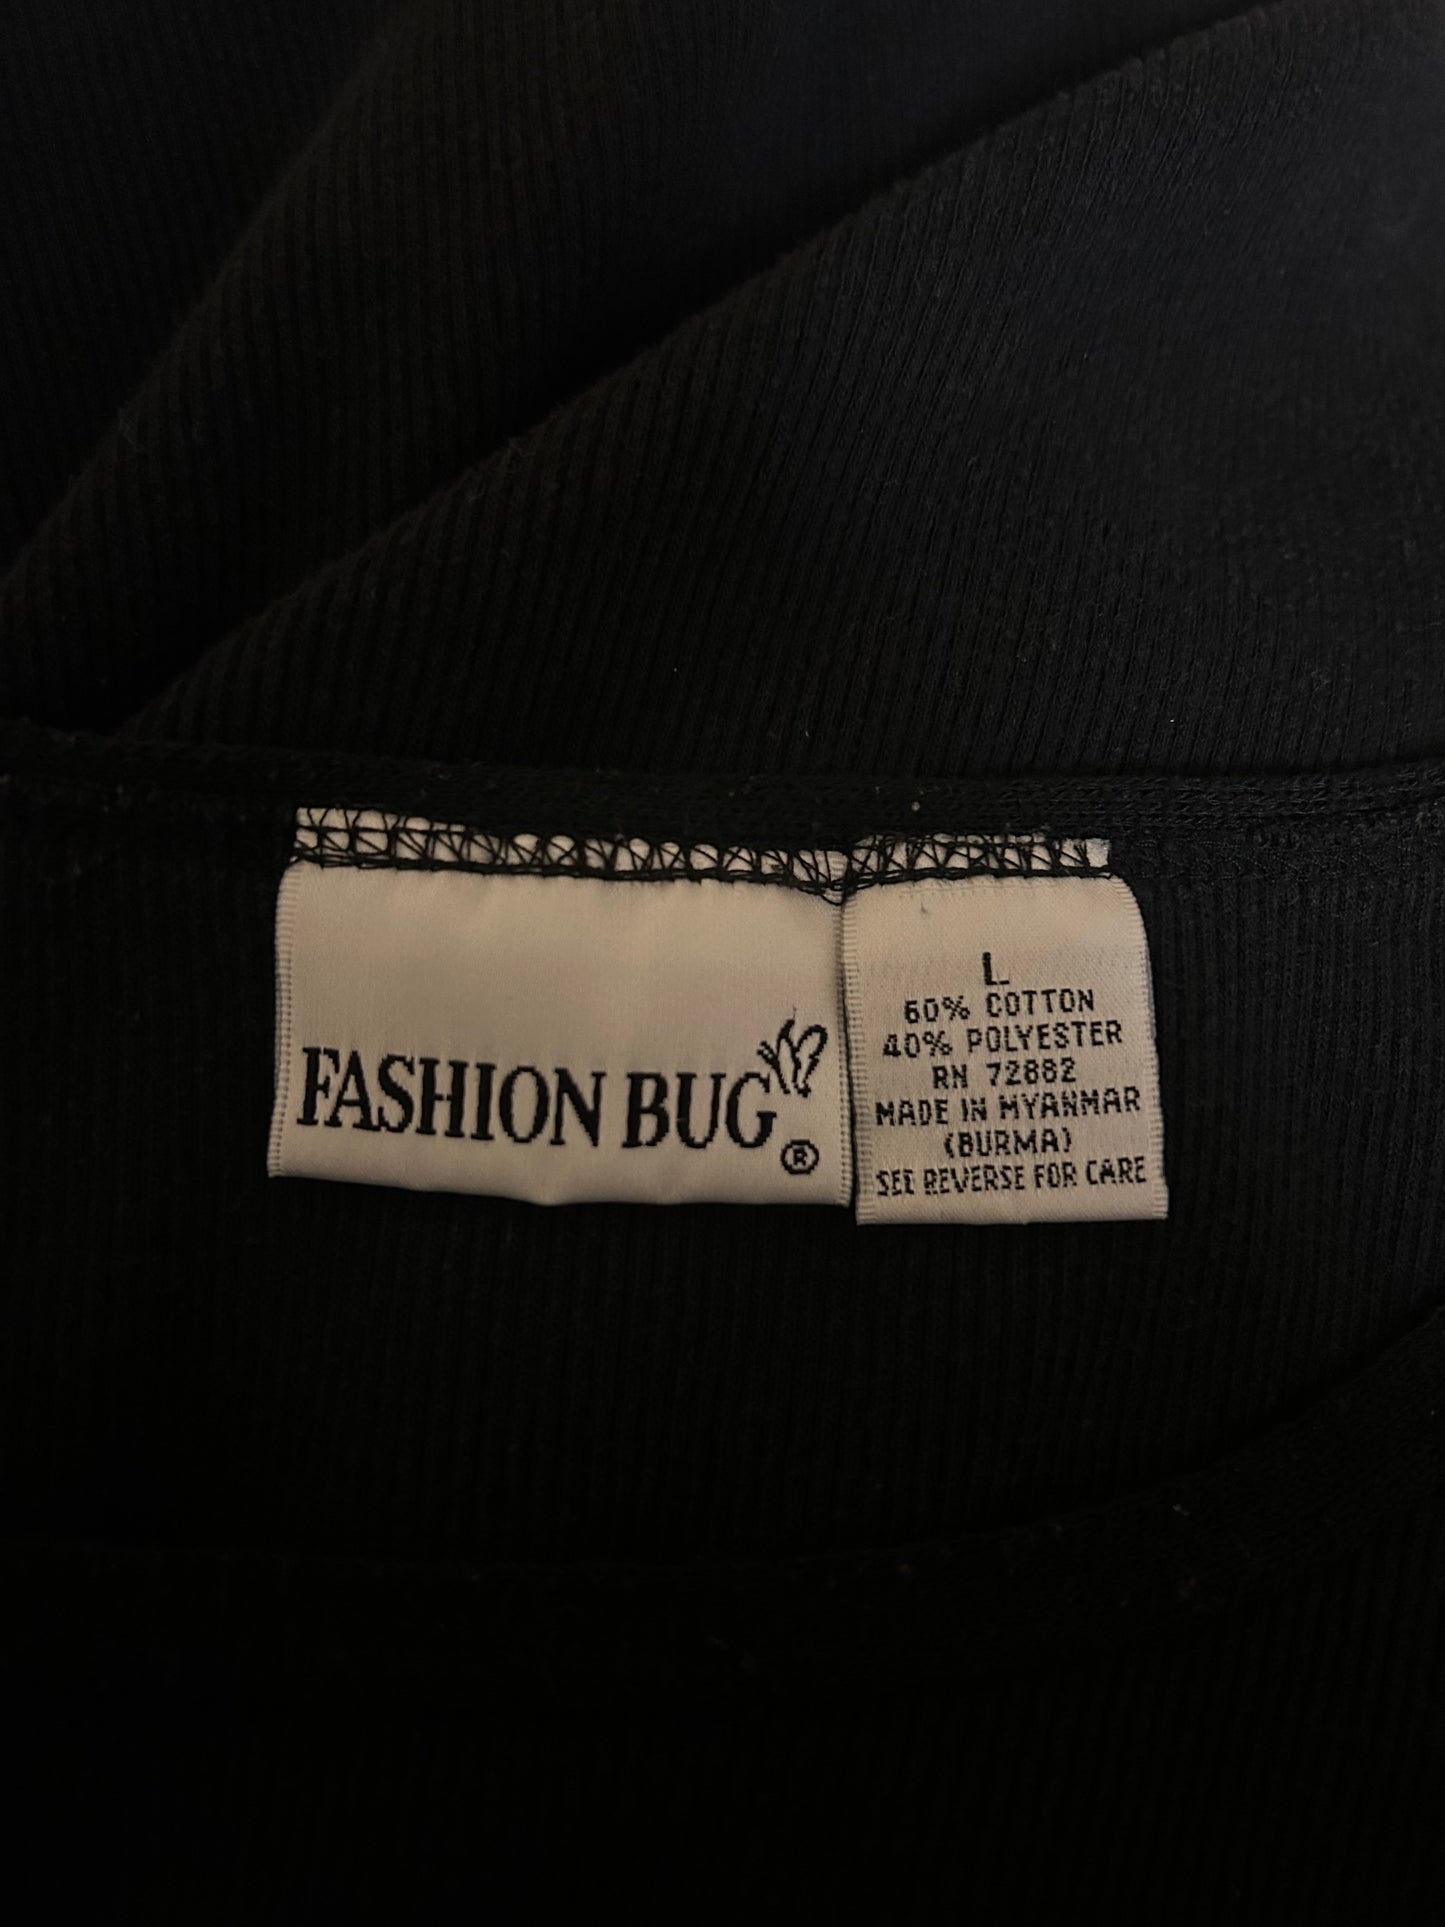 FASHION BUG
®
L
60% COTTON
40% POLYESTER
RN 72882
MADE IN MYANMAR
(BURMA)
SEE REVERSE FOR CARE